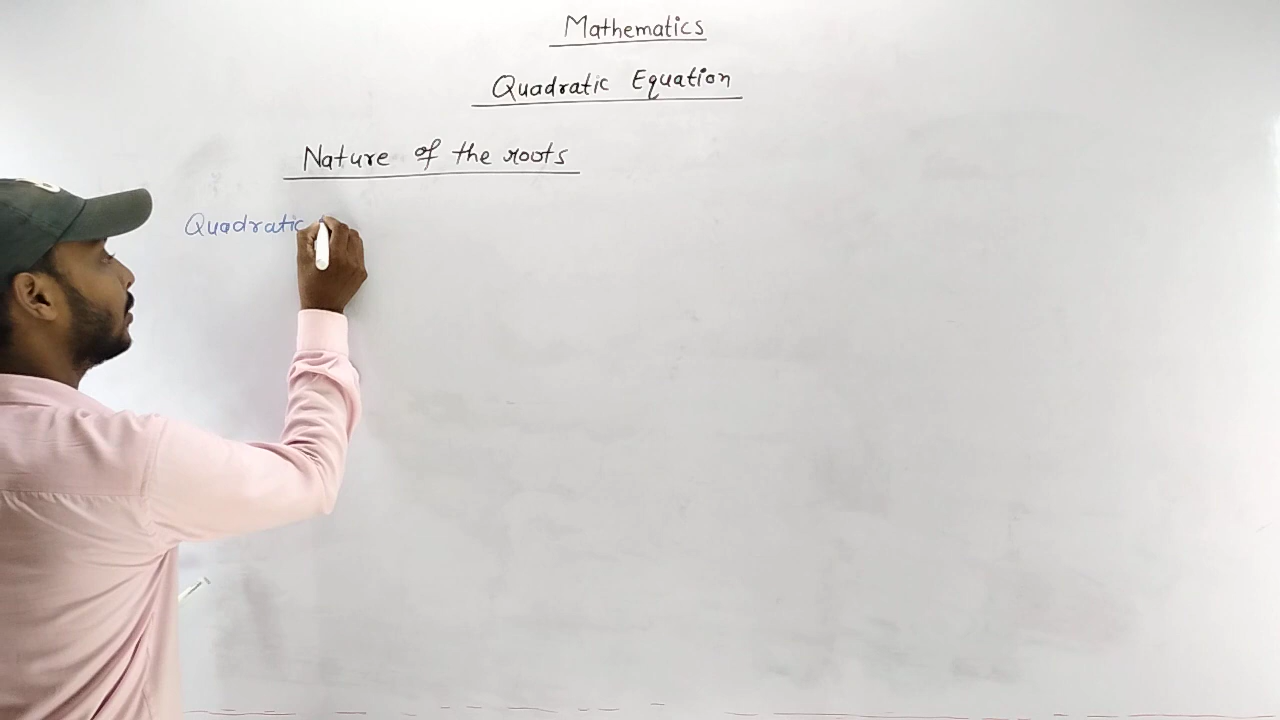 Mathematics
Quadratic Equation
Nature of the roots
Quadratic